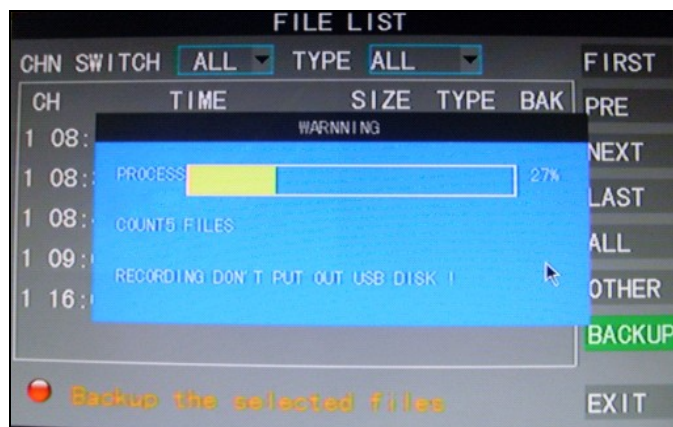 FILE LIST
CHN SWITCH ALL TYPE ALL
FIRST
CH TIME SIZE TYPE BAK
PRE
WARNNING
1 08:
NEXT
1 08:
PROCESS 27%
LAST
1 08:
COUNT5 FILES
ALL
1 09:
RECORDING DON'T PUT OUT USB DISK !
OTHER
1 16:
BACKUP
Backup the selected files
EXIT